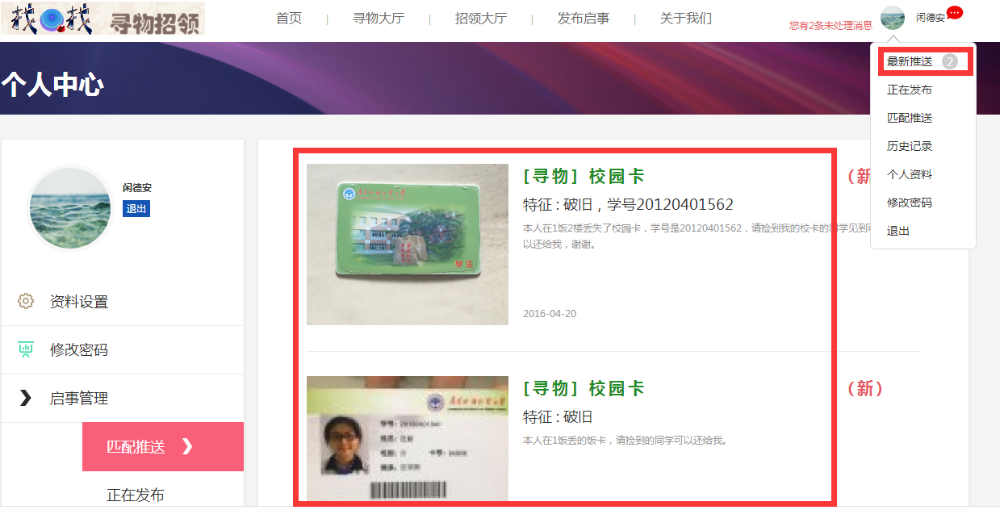 找 找 寻物招领
首页 | 寻物大厅 | 招领大厅 | 发布启事 | 关于我们
您有2条未处理消息
闲德安
最新推送 2
正在发布
匹配推送
历史记录
个人资料
修改密码
退出
个人中心
闲德安
退出
资料设置
修改密码
启事管理
匹配推送
正在发布
[寻物] 校园卡
（新
特征 : 破旧，学号20120401562
本人在1饭2楼丢失了校园卡，学号是20120401562，请捡到我的校卡的同学见到可
以还给我，谢谢。
2016-04-20
学生
[寻物] 校园卡
（新）
特征 : 破旧
本人在1饭丢的饭卡，请捡到的同学可以还给我。